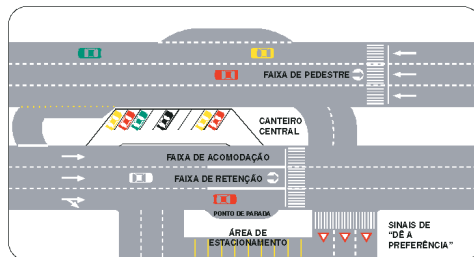 FAIXA DE PEDESTRE
CANTEIRO
CENTRAL
FAIXA DE ACOMODAÇÃO
FAIXA DE RETENÇÃO
PONTO DE PARADA
ÁREA DE
ESTACIONAMENTO
SINAIS DE
"DÊ A
PREFERÊNCIA"